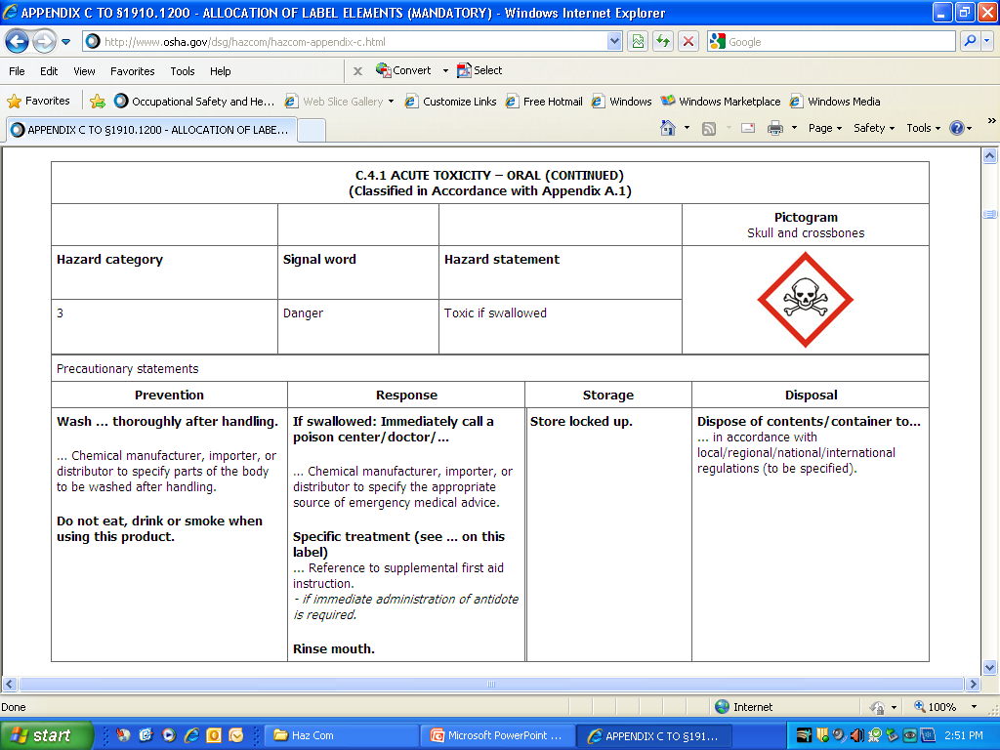 APPENDIX C TO §1910.1200 - ALLOCATION OF LABEL ELEMENTS (MANDATORY) - Windows Internet Explorer
http://www.osha.gov/dsg/hazcom/hazcom-appendix-c.html
Google
File Edit View Favorites Tools Help
x Convert Select
Favorites Occupational Safety and He... Web Slice Gallery Customize Links Free Hotmail Windows Windows Marketplace Windows Media
APPENDIX C TO §1910.1200 - ALLOCATION OF LABE...
Page Safety Tools »
C.4.1 ACUTE TOXICITY – ORAL (CONTINUED)
(Classified in Accordance with Appendix A.1)
Pictogram
Skull and crossbones
Hazard category Signal word Hazard statement
3 Danger Toxic if swallowed
Precautionary statements
Prevention Response Storage Disposal
Wash ... thoroughly after handling.
... Chemical manufacturer, importer, or
distributor to specify parts of the body
to be washed after handling.
Do not eat, drink or smoke when
using this product.
If swallowed: Immediately call a
poison center/doctor/...
... Chemical manufacturer, importer, or
distributor to specify the appropriate
source of emergency medical advice.
Specific treatment (see ... on this
label)
... Reference to supplemental first aid
instruction.
- if immediate administration of antidote
is required.
Rinse mouth.
Store locked up.
Dispose of contents/container to...
... in accordance with
local/regional/national/international
regulations (to be specified).
Done Internet 100%
start Haz Com Microsoft PowerPoint ... APPENDIX C TO §191... 2:51 PM